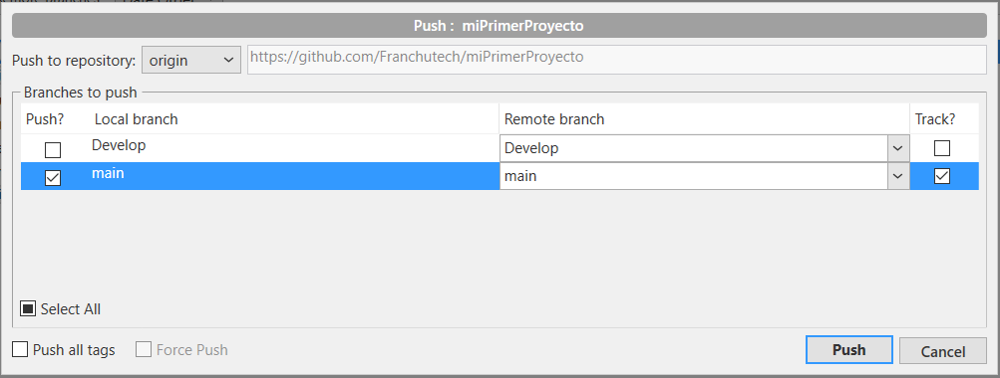 Push : miPrimerProyecto
Push to repository: origin https://github.com/Franchutech/miPrimerProyecto
Branches to push
Push? Local branch Remote branch Track?
Develop Develop
main main
Select All
Push all tags Force Push Push Cancel